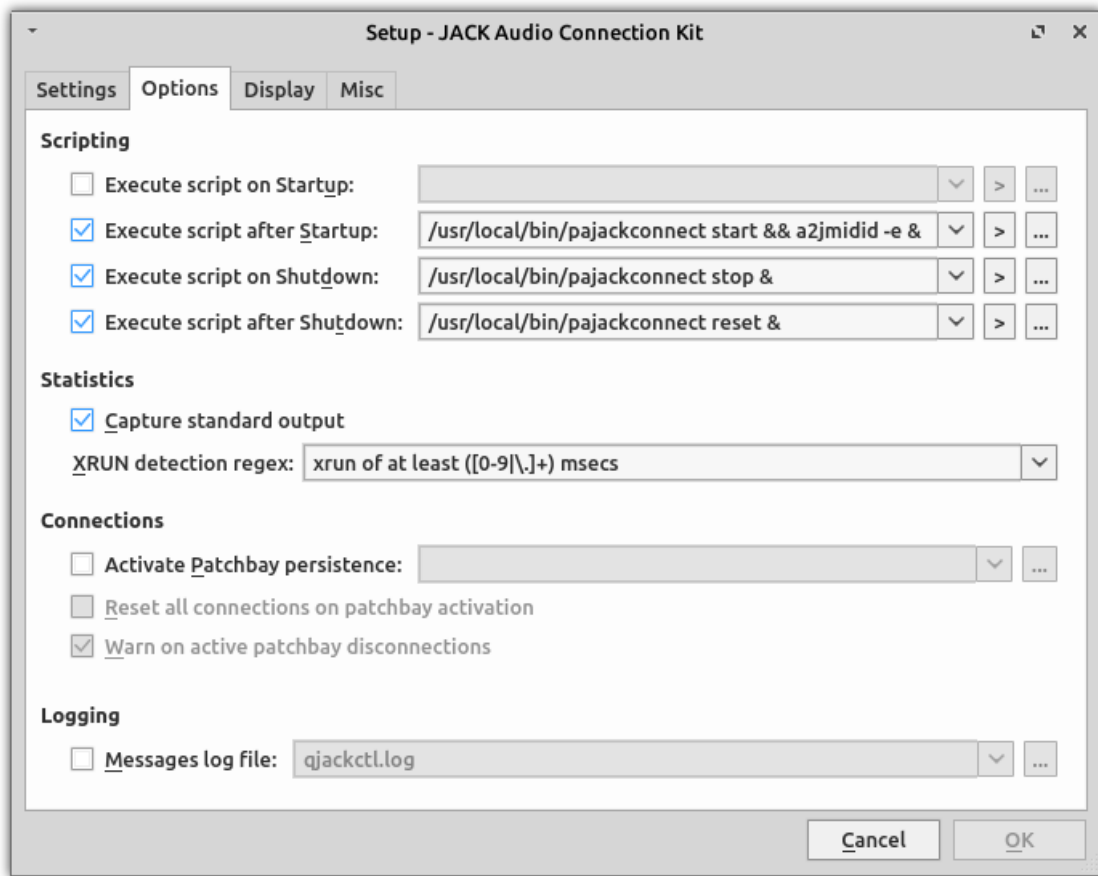 Setup - JACK Audio Connection Kit
Settings Options Display Misc
Scripting
Execute script on Startup: > ...
Execute script after Startup: /usr/local/bin/pajackconnect start && a2jmidid -e & > ...
Execute script on Shutdown: /usr/local/bin/pajackconnect stop & > ...
Execute script after Shutdown: /usr/local/bin/pajackconnect reset & > ...
Statistics
Capture standard output
XRUN detection regex: xrun of at least ([0-9|\.]+) msecs
Connections
Activate Patchbay persistence: ...
Reset all connections on patchbay activation
Warn on active patchbay disconnections
Logging
Messages log file: qjackctl.log ...
Cancel OK